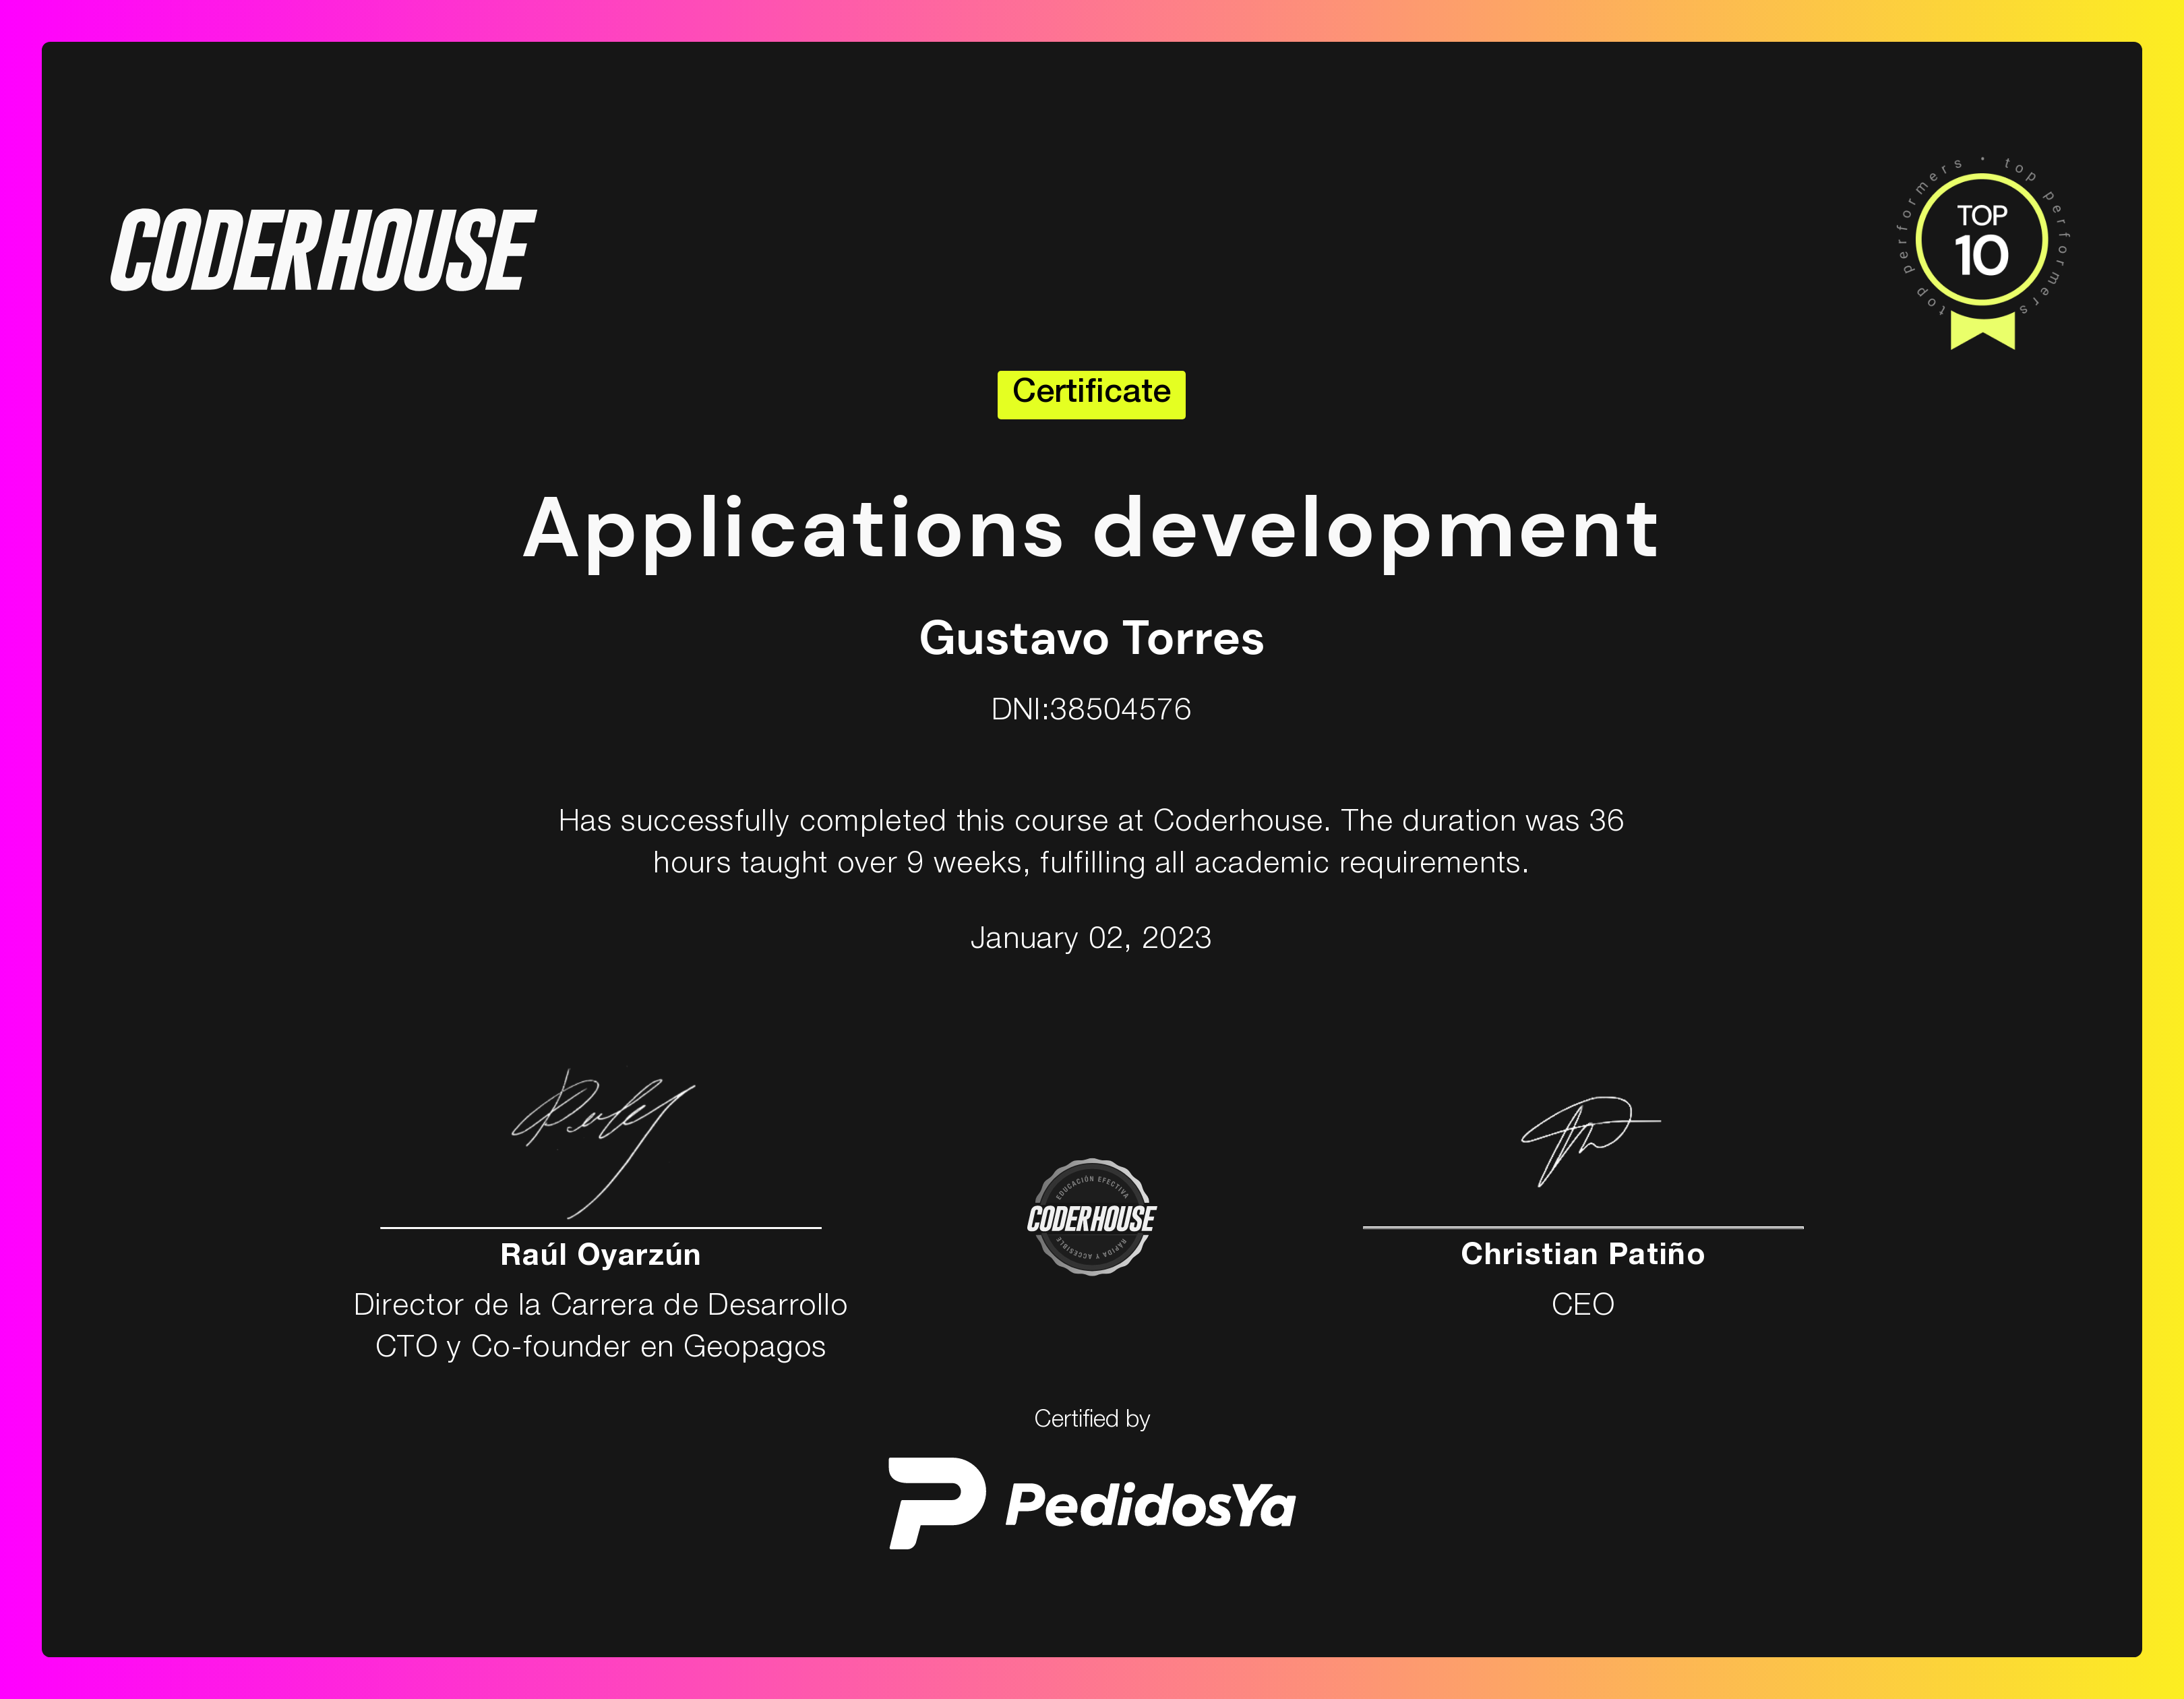 CODERHOUSE
top performers • top performers
TOP
10
Certificate
Applications development
Gustavo Torres
DNI:38504576
Has successfully completed this course at Coderhouse. The duration was 36
hours taught over 9 weeks, fulfilling all academic requirements.
January 02, 2023
EDUCACIÓN EFECTIVA
CODERHOUSE
RÁPIDA Y ACCESIBLE
Raúl Oyarzún
Director de la Carrera de Desarrollo
CTO y Co-founder en Geopagos
Christian Patiño
CEO
Certified by
PedidosYa